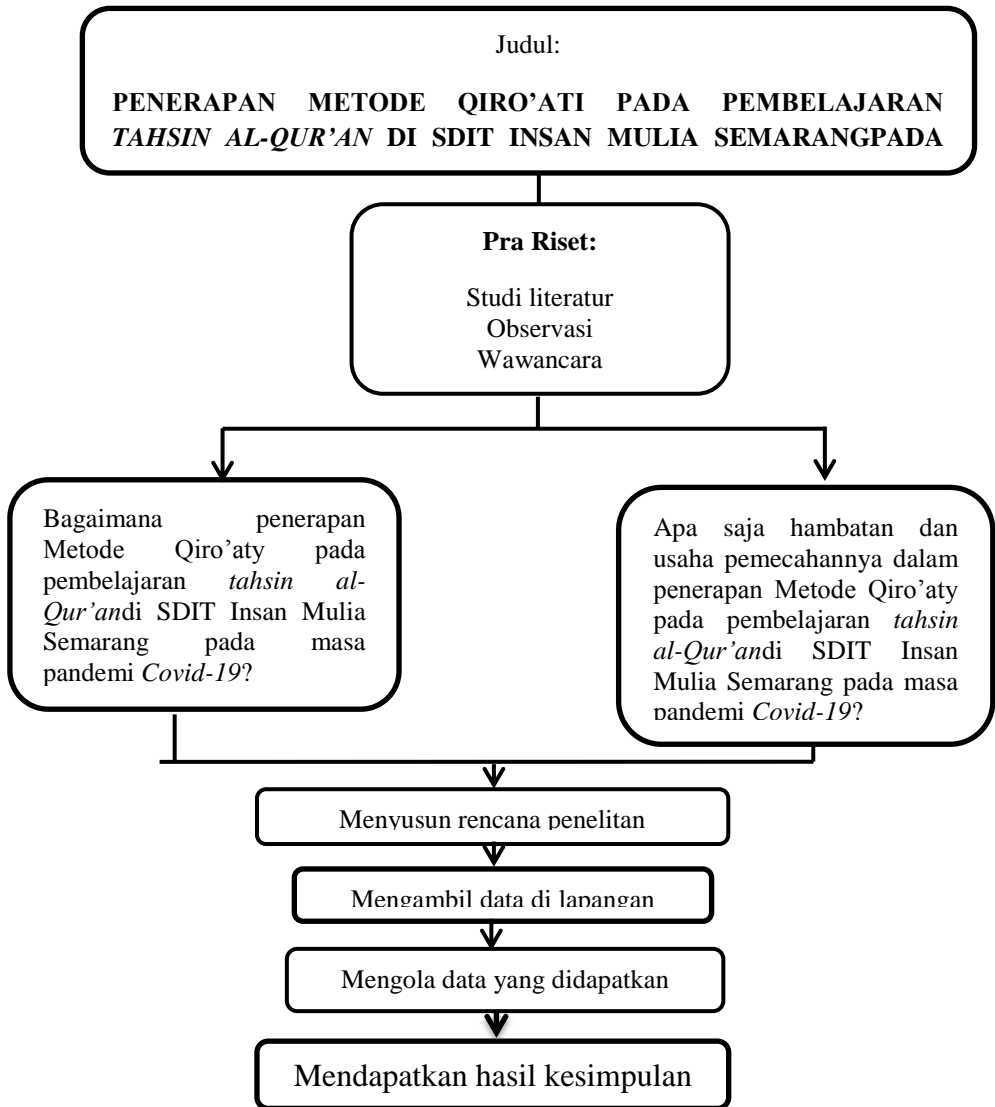 Judul:
PENERAPAN METODE QIRO’ATI PADA PEMBELAJARAN
TAHSIN AL-QUR’AN DI SDIT INSAN MULIA SEMARANGPADA
Pra Riset:
Studi literatur
Observasi
Wawancara
Bagaimana penerapan
Metode Qiro’aty pada
pembelajaran tahsin al-
Qur’andi SDIT Insan Mulia
Semarang pada masa
pandemi Covid-19?
Apa saja hambatan dan
usaha pemecahannya dalam
penerapan Metode Qiro’aty
pada pembelajaran tahsin
al-Qur’andi SDIT Insan
Mulia Semarang pada masa
pandemi Covid-19?
Menyusun rencana penelitan
Mengambil data di lapangan
Mengola data yang didapatkan
Mendapatkan hasil kesimpulan